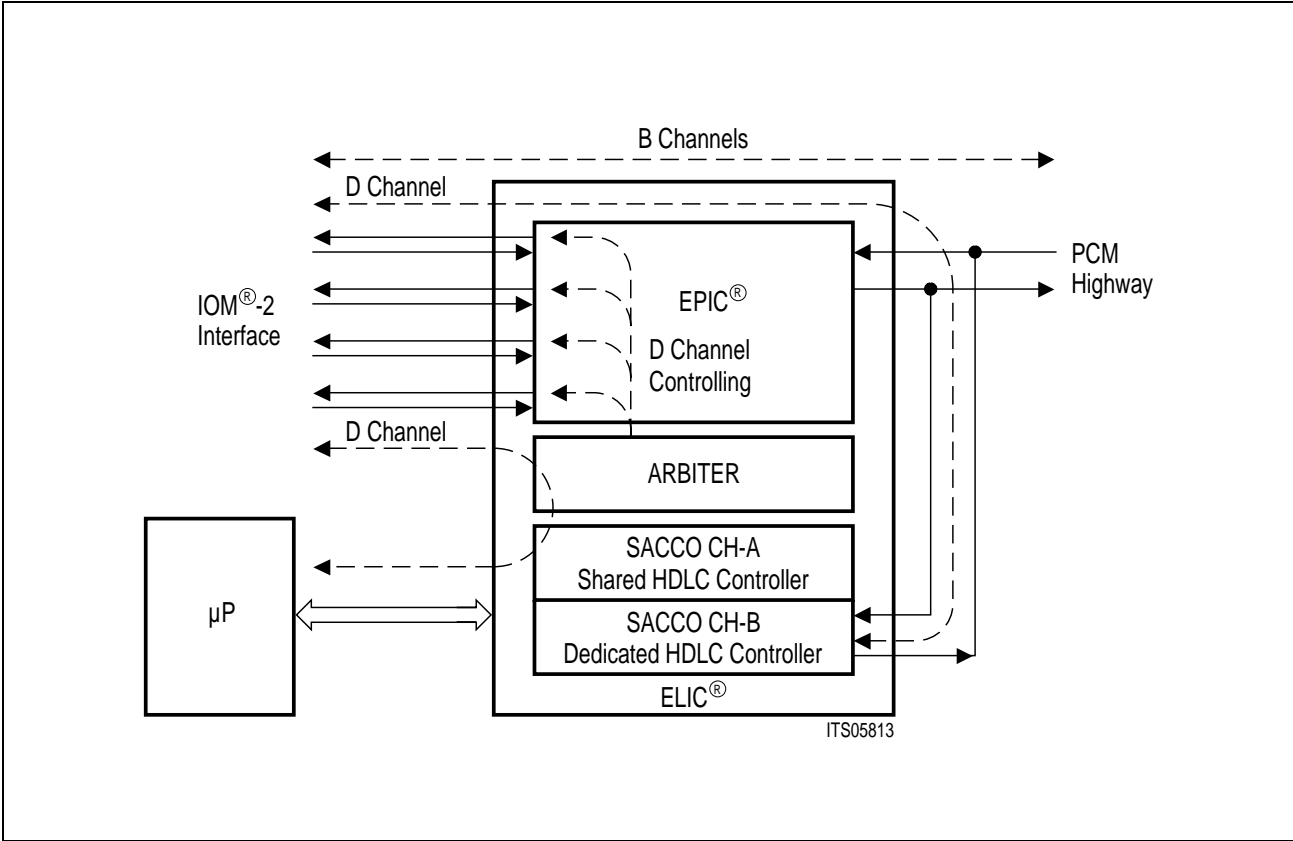 B Channels
D Channel
PCM
Highway
IOM®-2
Interface
EPIC®
D Channel
Controlling
D Channel
ARBITER
SACCO CH-A
Shared HDLC Controller
µP
SACCO CH-B
Dedicated HDLC Controller
ELIC®
ITS05813